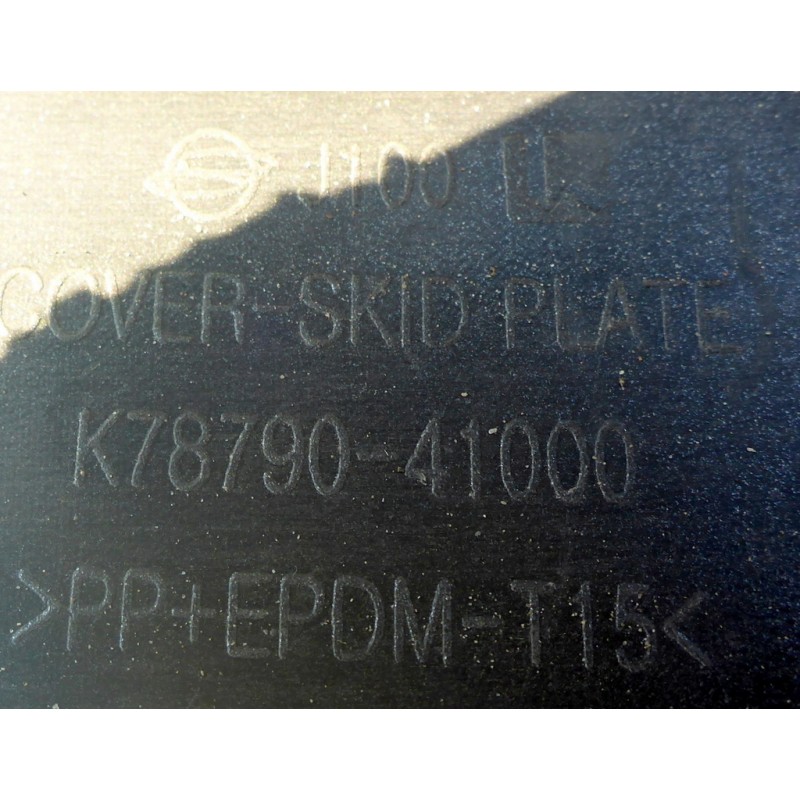 J100
COVER-SKID PLATE
K78790-41000
>PP+EPDM-T15<